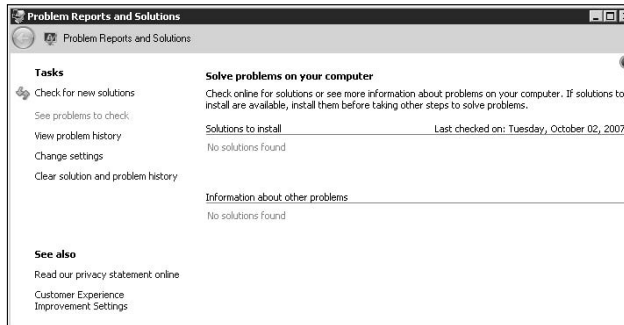 Problem Reports and Solutions
Problem Reports and Solutions
Tasks
Check for new solutions
See problems to check
View problem history
Change settings
Clear solution and problem history
See also
Read our privacy statement online
Customer Experience
Improvement Settings
Solve problems on your computer
Check online for solutions or see more information about problems on your computer. If solutions to
install are available, install them before taking other steps to solve problems.
Solutions to install Last checked on: Tuesday, October 02, 2007
No solutions found
Information about other problems
No solutions found